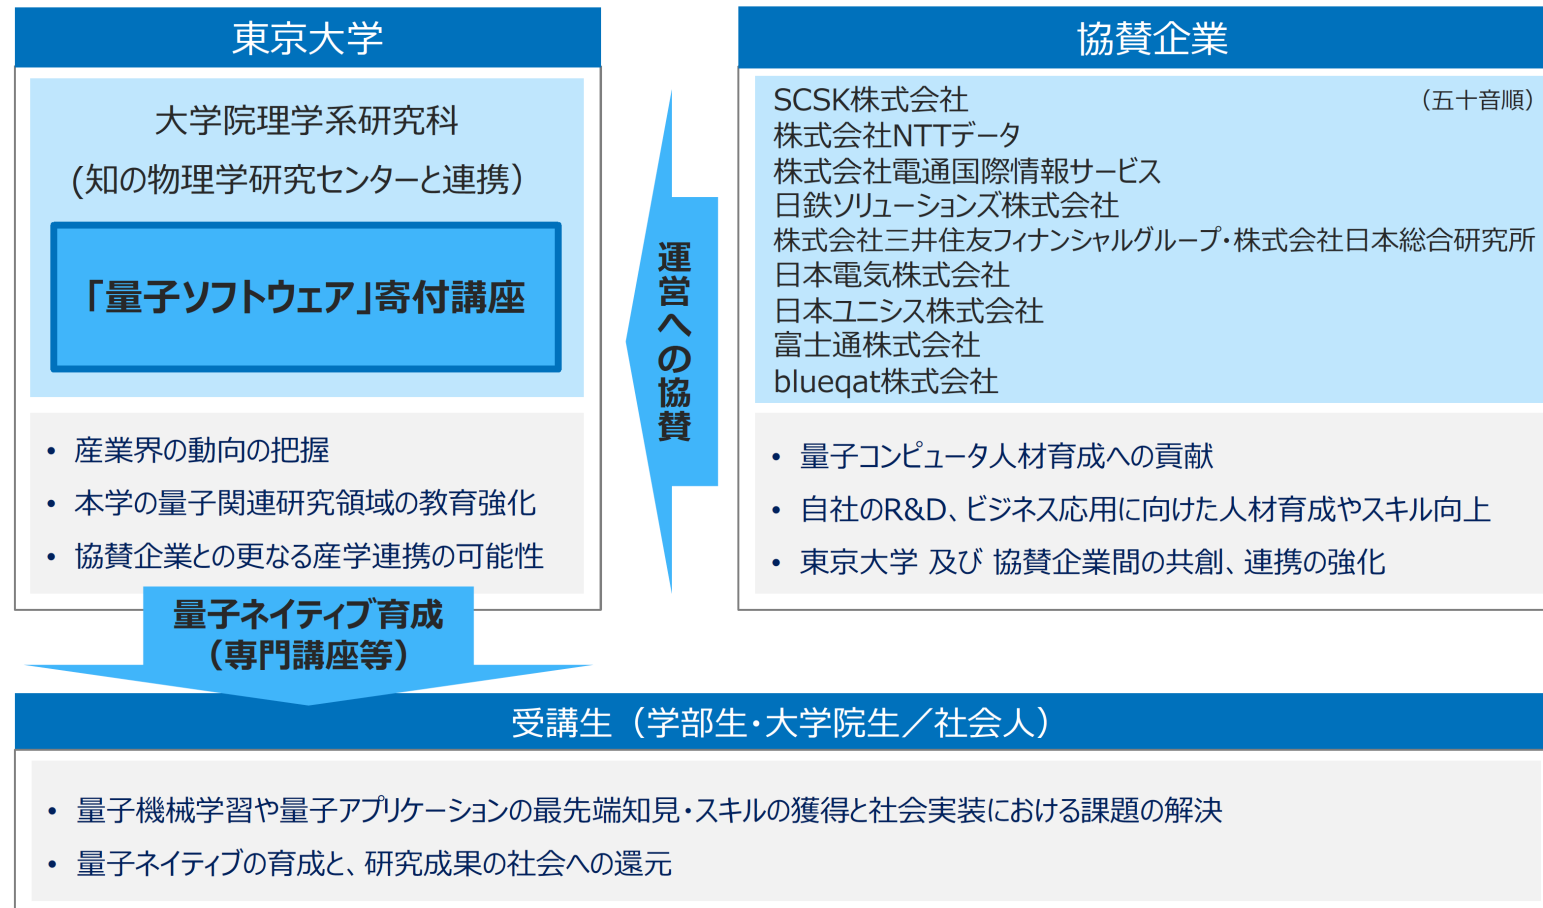 東京大学
大学院理学系研究科
(知の物理学研究センターと連携）
「量子ソフトウェア」寄付講座
・ 産業界の動向の把握
・ 本学の量子関連研究領域の教育強化
・ 協賛企業との更なる産学連携の可能性
運営への協賛
協賛企業
（五十音順）
SCSK株式会社
株式会社NTTデータ
株式会社電通国際情報サービス
日鉄ソリューションズ株式会社
株式会社三井住友フィナンシャルグループ・株式会社日本総合研究所
日本電気株式会社
日本ユニシス株式会社
富士通株式会社
blueqat株式会社
・ 量子コンピュータ人材育成への貢献
・ 自社のR&D、ビジネス応用に向けた人材育成やスキル向上
・ 東京大学 及び 協賛企業間の共創、連携の強化
量子ネイティブ育成
（専門講座等）
受講生（学部生・大学院生／社会人）
・ 量子機械学習や量子アプリケーションの最先端知見・スキルの獲得と社会実装における課題の解決
・ 量子ネイティブの育成と、研究成果の社会への還元